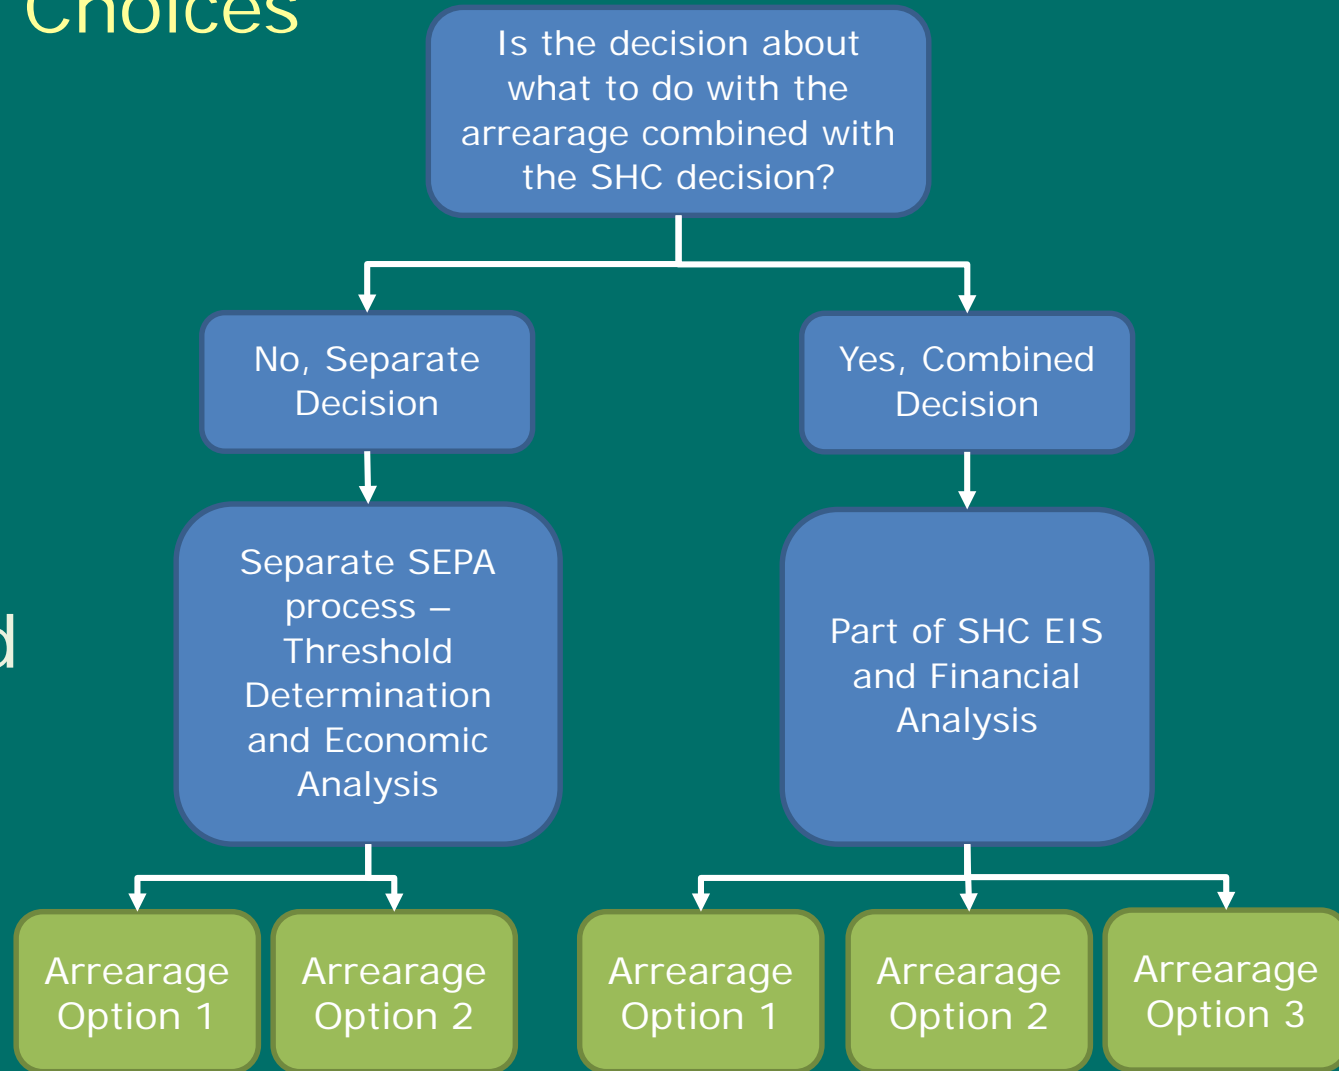 Choices
Is the decision about
what to do with the
arrearage combined with
the SHC decision?
No, Separate
Decision
Yes, Combined
Decision
Separate SEPA
process –
Threshold
Determination
and Economic
Analysis
Part of SHC EIS
and Financial
Analysis
d
Arrearage
Option 1
Arrearage
Option 2
Arrearage
Option 1
Arrearage
Option 2
Arrearage
Option 3